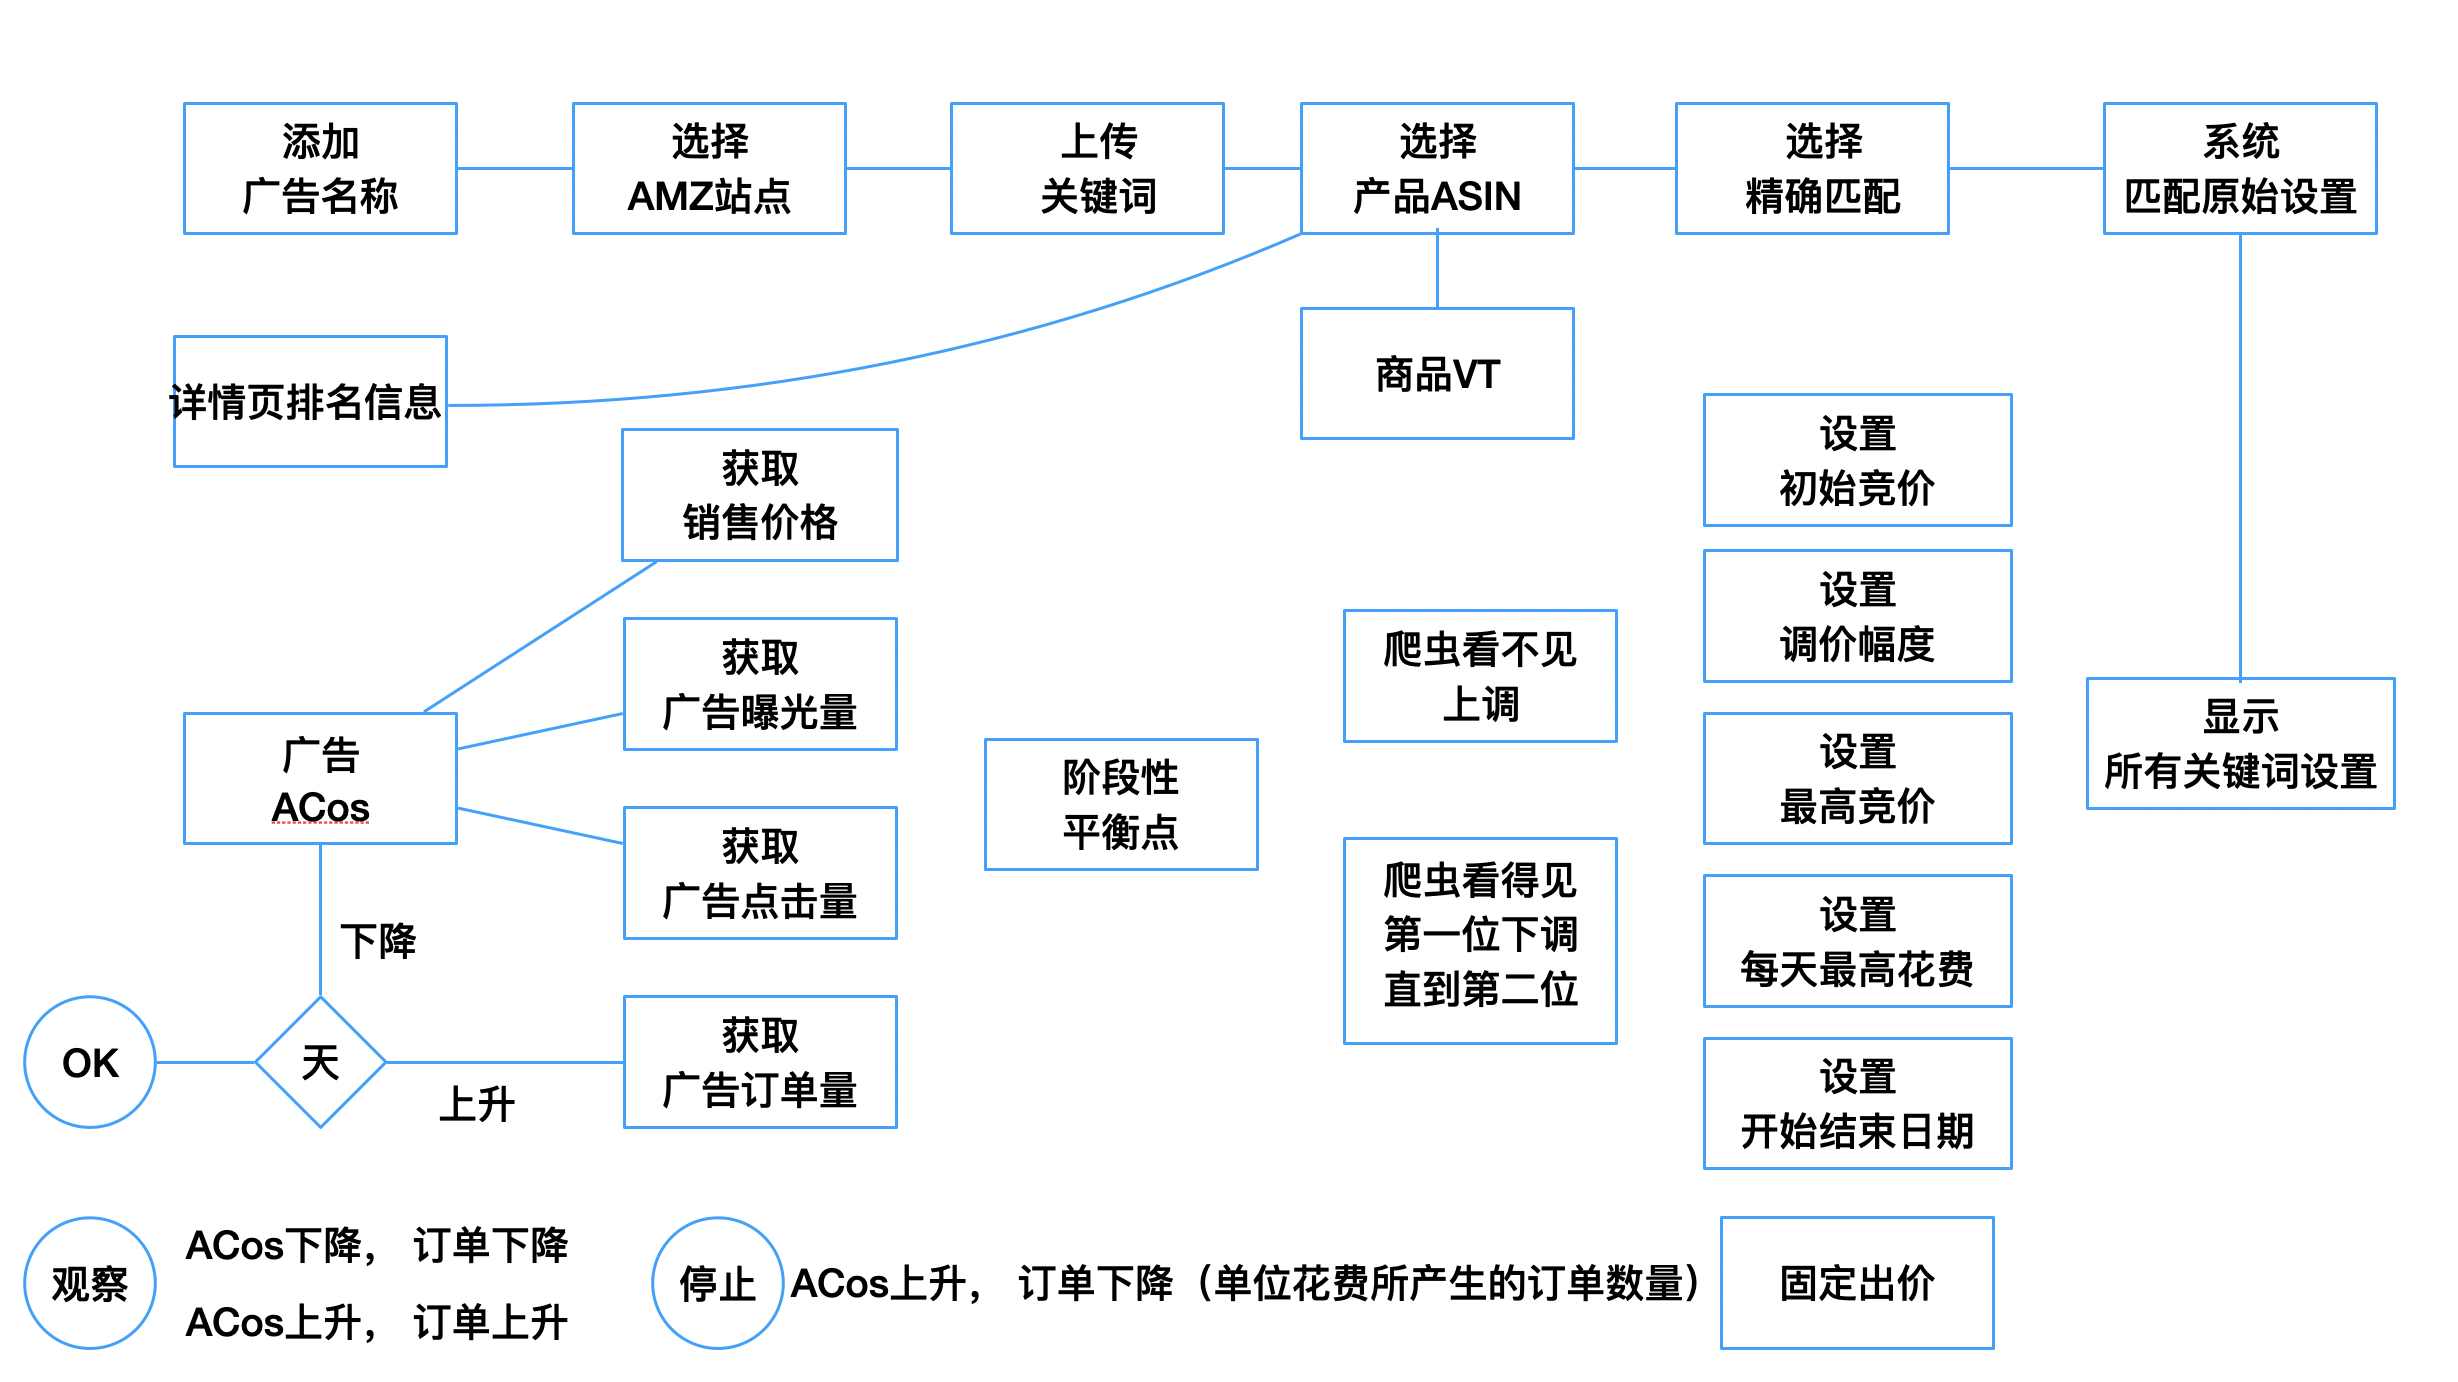 添加
广告名称
选择
AMZ站点
上传
关键词
选择
产品ASIN
选择
精确匹配
系统
匹配原始设置
详情页排名信息
商品VT
获取
销售价格
获取
广告曝光量
获取
广告点击量
获取
广告订单量
广告
ACos
下降
天
OK
上升
阶段性
平衡点
爬虫看不见
上调
爬虫看得见
第一位下调
直到第二位
设置
初始竞价
设置
调价幅度
设置
最高竞价
设置
每天最高花费
设置
开始结束日期
显示
所有关键词设置
观察
ACos下降， 订单下降
ACos上升， 订单上升
停止
ACos上升， 订单下降（单位花费所产生的订单数量）
固定出价